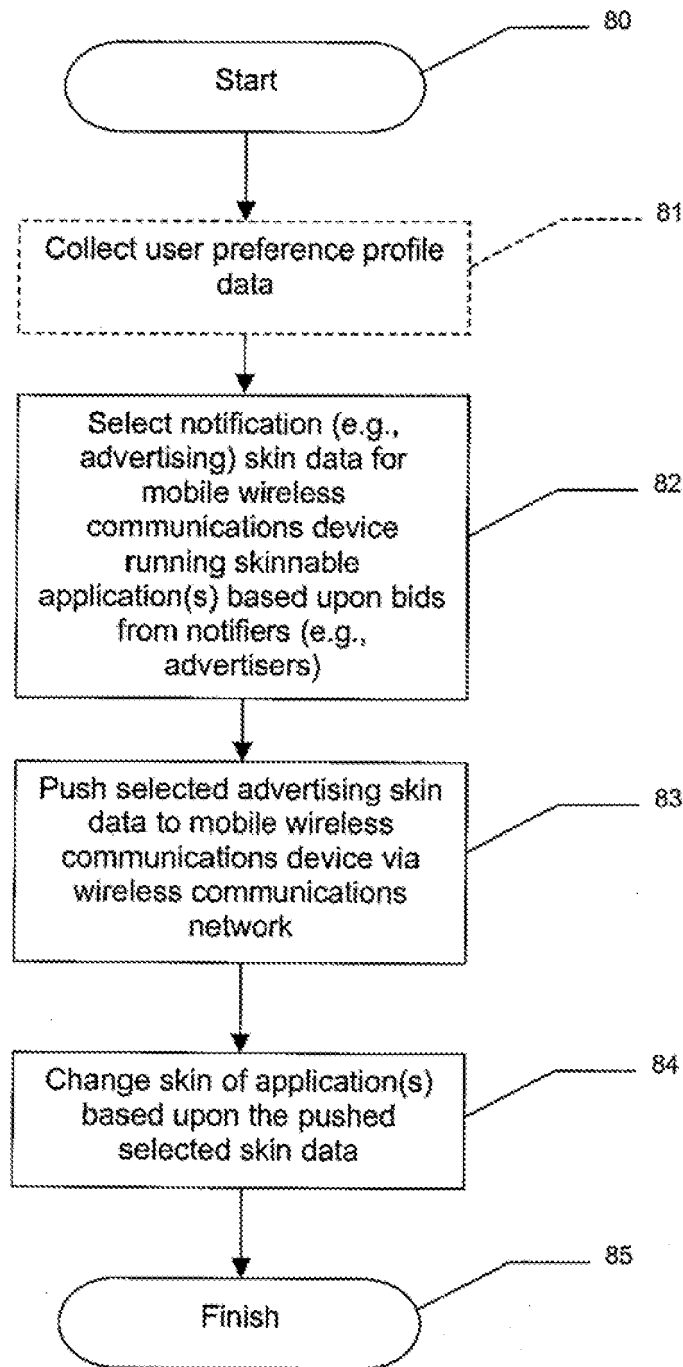 80
Start
81
Collect user preference profile
data
Select notification (e.g.,
advertising) skin data for
mobile wireless
communications device
running skinnable
application(s) based upon bids
from notifiers (e.g.,
advertisers)
82
Push selected advertising skin
data to mobile wireless
communications device via
wireless communications
network
83
Change skin of application(s)
based upon the pushed
selected skin data
84
85
Finish